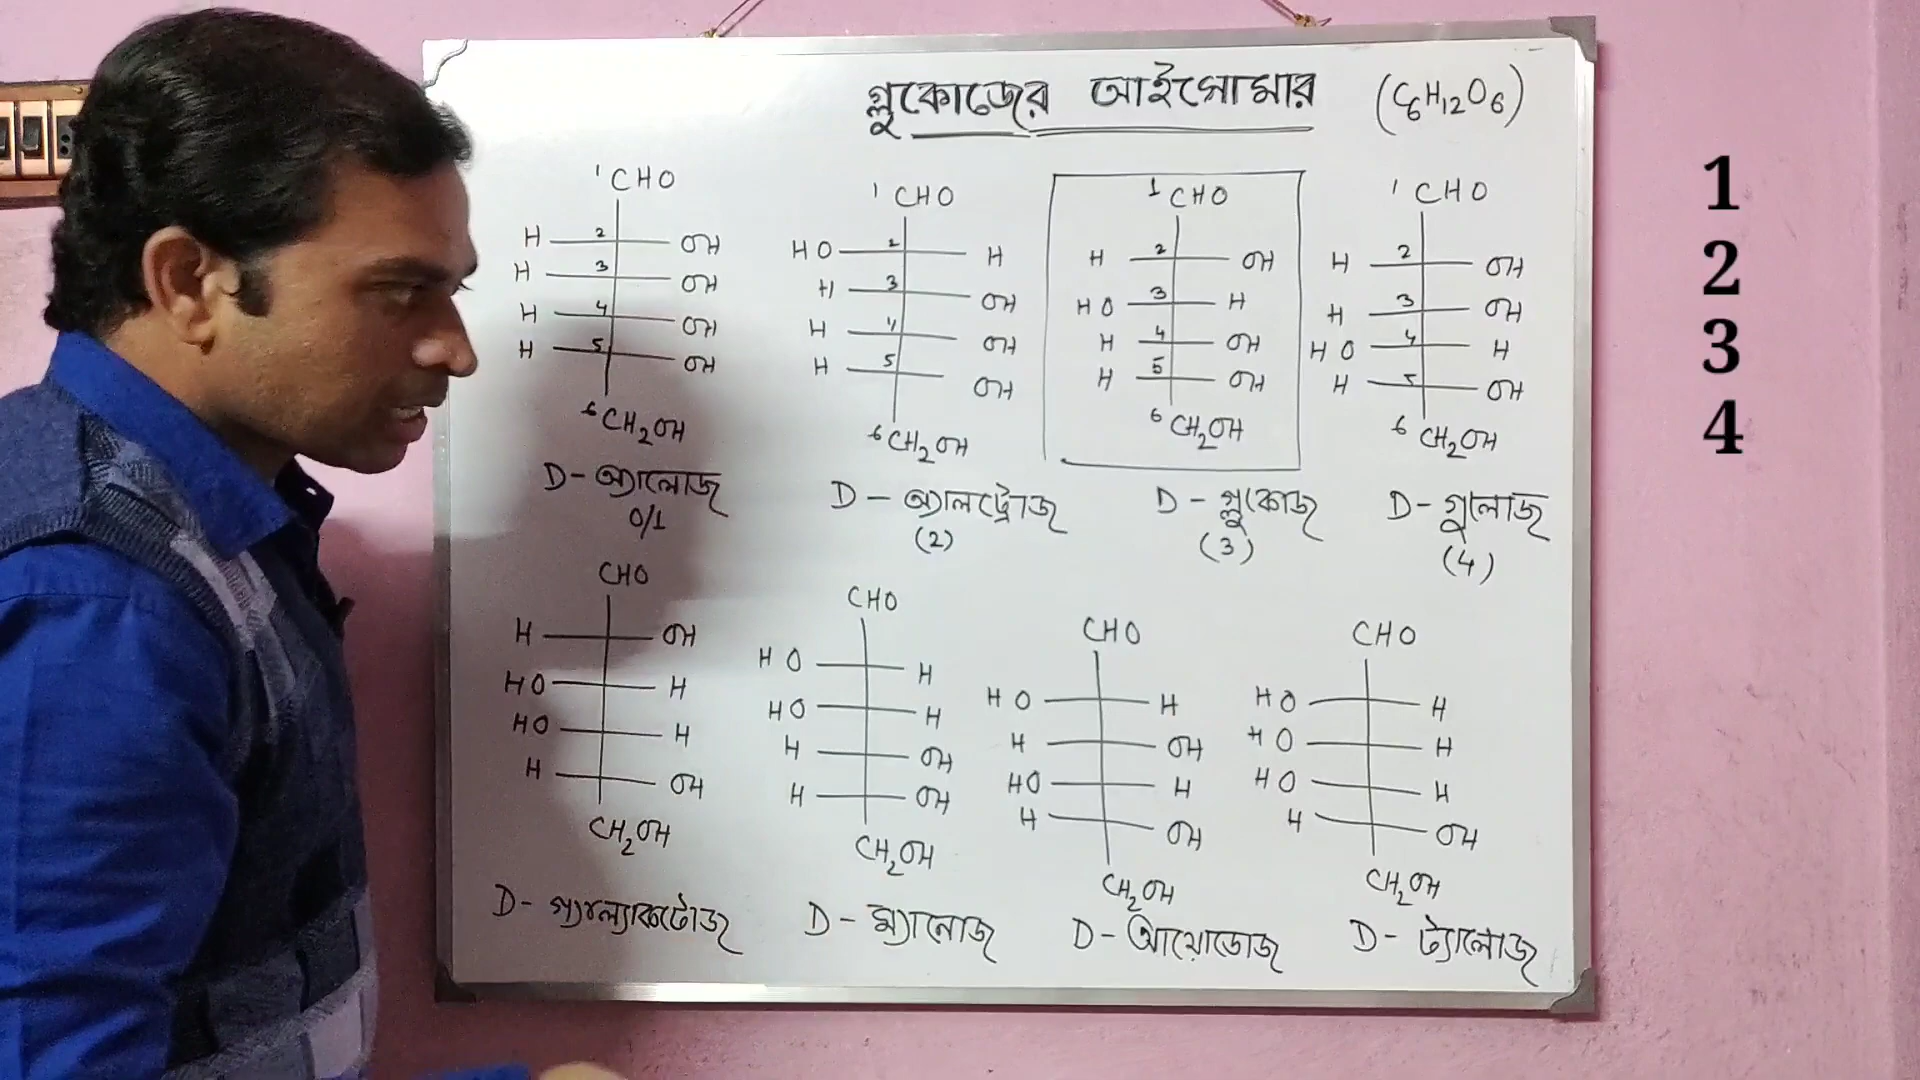 গ্লুকোজের আইসোমার (C6H12O6)
1CHO
H 2 OH
H 3 OH
H 4 OH
H 5 OH
6CH2OH
D-অ্যালোজ
0/1
1CHO
HO 2 H
H 3 OH
H 4 OH
H 5 OH
6CH2OH
D-অ্যালট্রোজ
(2)
1CHO
H 2 OH
HO 3 H
H 4 OH
H 5 OH
6CH2OH
D-গ্লুকোজ
(3)
1CHO
H 2 OH
H 3 OH
HO 4 H
H 5 OH
6CH2OH
D-গুলোজ
(4)
CHO
H OH
HO H
HO H
H OH
CH2OH
D-গ্যাল্যাকটোজ
CHO
HO H
HO H
H OH
H OH
CH2OH
D-ম্যানোজ
CHO
HO H
H OH
HO H
H OH
CH2OH
D-আয়োডোজ
CHO
HO H
HO H
HO H
H OH
CH2OH
D-ট্যালোজ
1
2
3
4